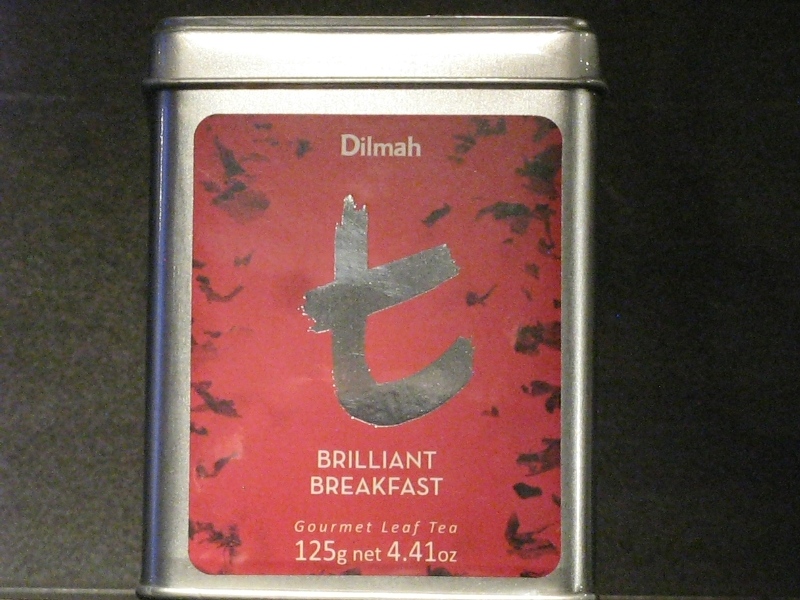 Dilmah
t
BRILLIANT
BREAKFAST
Gourmet Leaf Tea
125g net 4.41oz